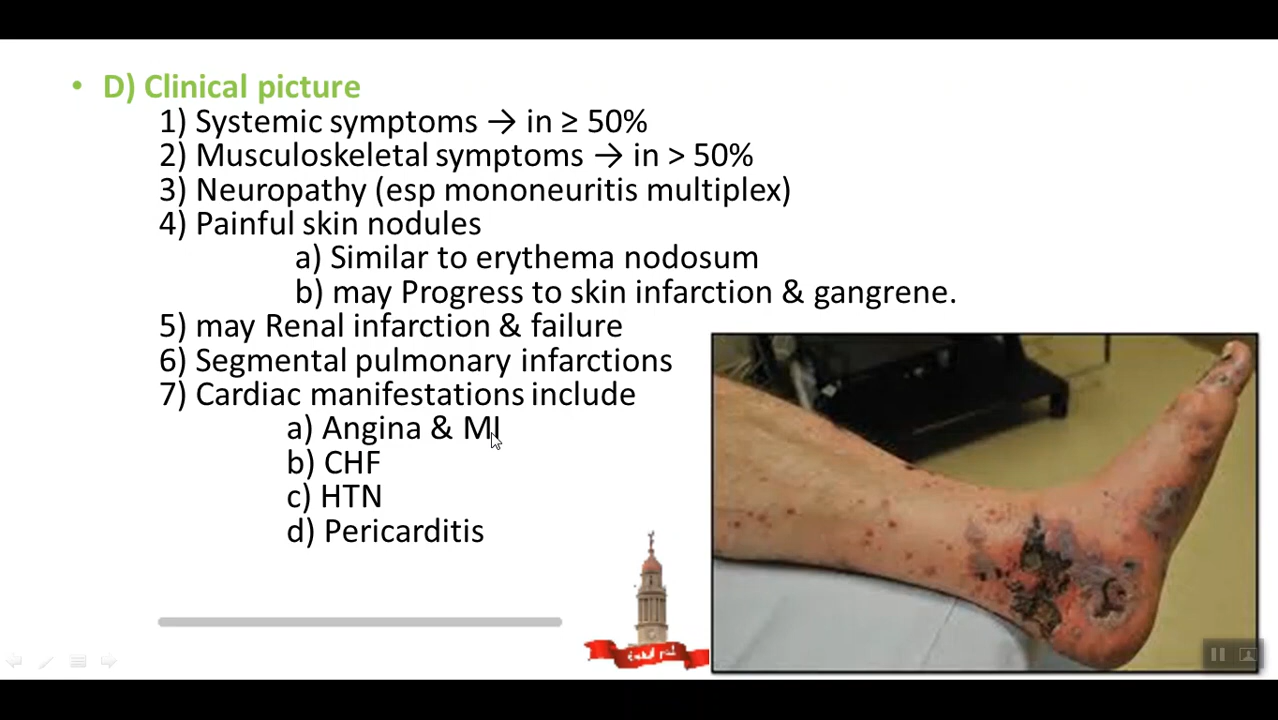 • D) Clinical picture
1) Systemic symptoms → in ≥ 50%
2) Musculoskeletal symptoms → in > 50%
3) Neuropathy (esp mononeuritis multiplex)
4) Painful skin nodules
a) Similar to erythema nodosum
b) may Progress to skin infarction & gangrene.
5) may Renal infarction & failure
6) Segmental pulmonary infarctions
7) Cardiac manifestations include
a) Angina & MI
b) CHF
c) HTN
d) Pericarditis